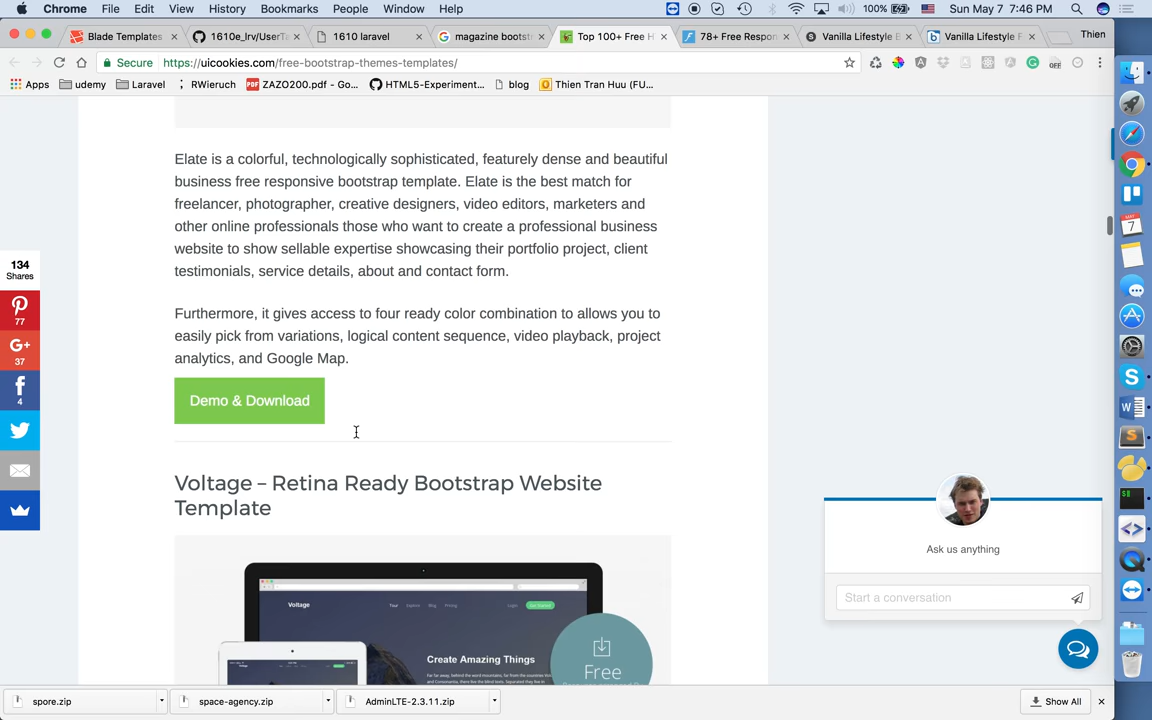 Chrome File Edit View History Bookmarks People Window Help 100% Sun May 7 7:46 PM
Blade Templates × 1610e_lrv/UserTa × 1610 laravel × magazine bootst × Top 100+ Free H × 78+ Free Respon × Vanilla Lifestyle B × Vanilla Lifestyle F × Thien
Secure https://uicookies.com/free-bootstrap-themes-templates/
Apps udemy Laravel RWieruch ZAZO200.pdf - Go... HTML5-Experiment... blog Thien Tran Huu (FU...
Elate is a colorful, technologically sophisticated, featurely dense and beautiful
business free responsive bootstrap template. Elate is the best match for
freelancer, photographer, creative designers, video editors, marketers and
other online professionals those who want to create a professional business
website to show sellable expertise showcasing their portfolio project, client
testimonials, service details, about and contact form.
134
Shares
77
G+
37
4
Furthermore, it gives access to four ready color combination to allows you to
easily pick from variations, logical content sequence, video playback, project
analytics, and Google Map.
Demo & Download
Voltage – Retina Ready Bootstrap Website
Template
Voltage Tour Explore Blog Pricing Login
Create Amazing Things
Free
Ask us anything
Start a conversation
spore.zip space-agency.zip AdminLTE-2.3.11.zip Show All ×